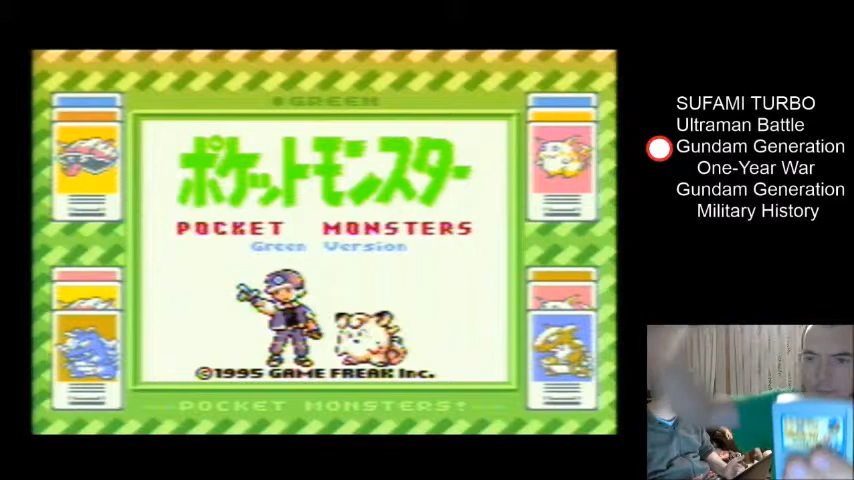 GREEN
ポケットモンスター
POCKET MONSTERS
Green Version
©1995 GAME FREAK Inc.
POCKET MONSTERS!
SUFAMI TURBO
Ultraman Battle
Gundam Generation
One-Year War
Gundam Generation
Military History